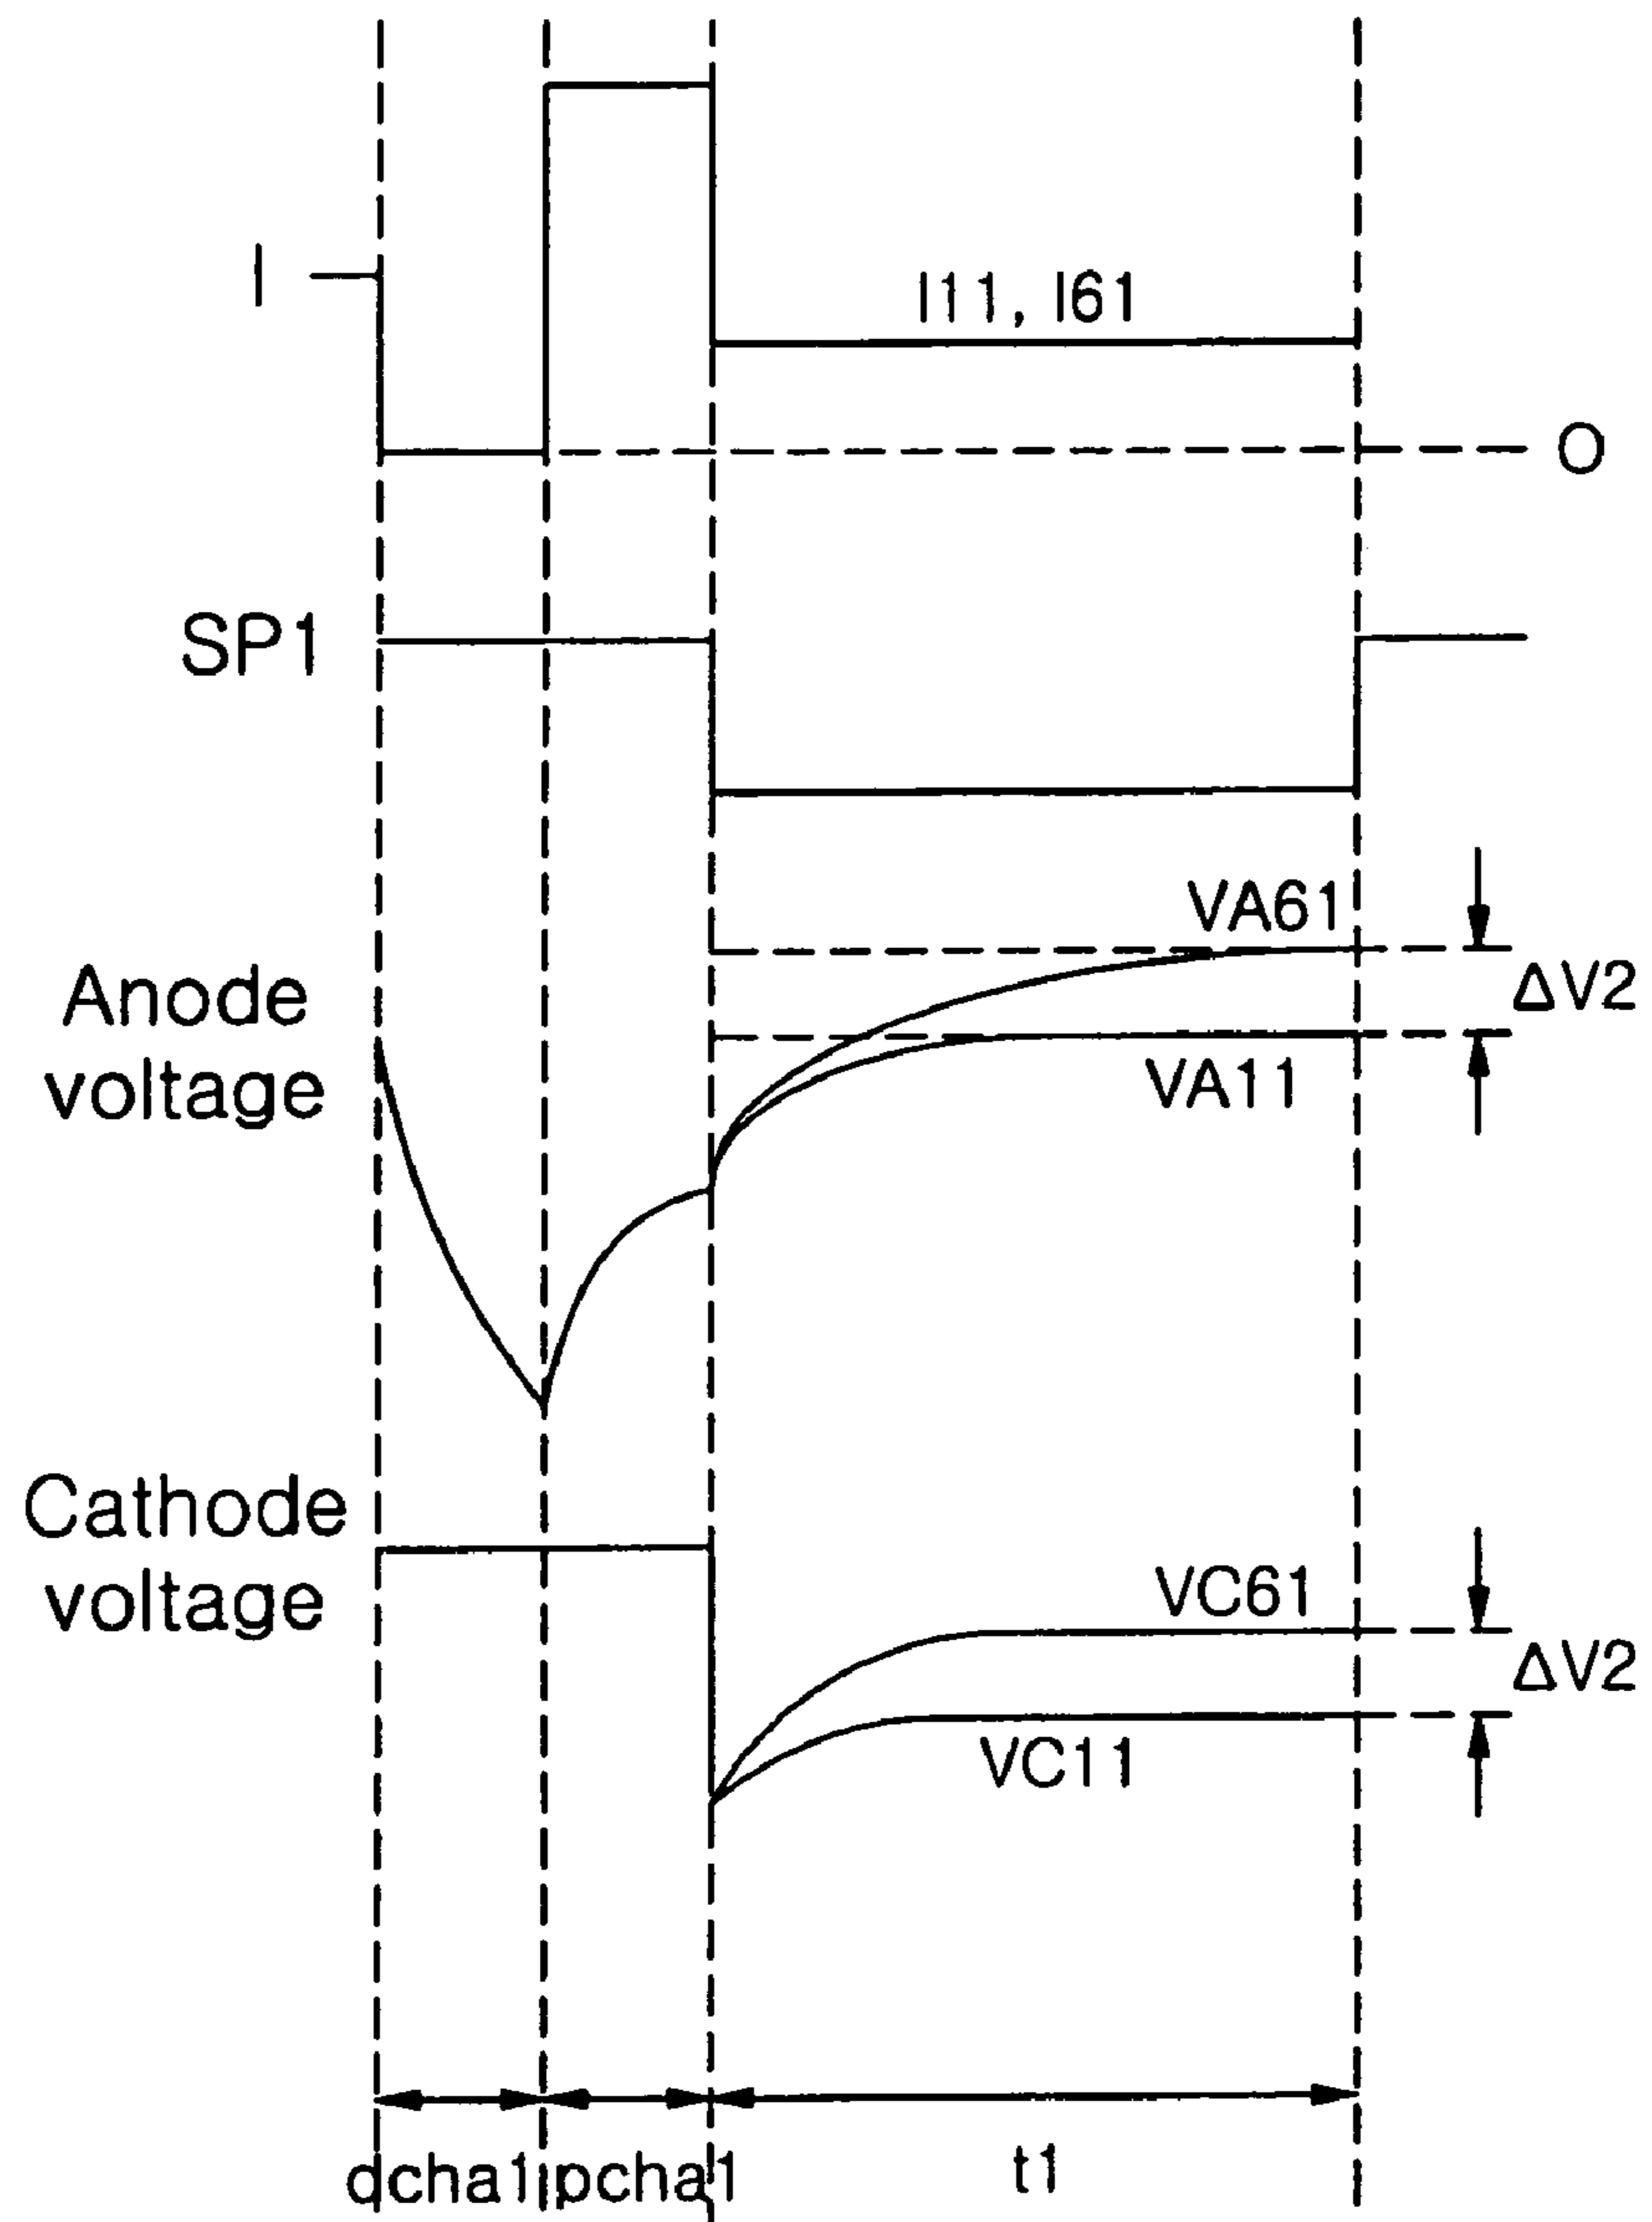 I
I11, I61
O
SP1
VA61
Anode
voltage
ΔV2
VA11
Cathode
voltage
VC61
ΔV2
VC11
dcha1
pcha1
t1